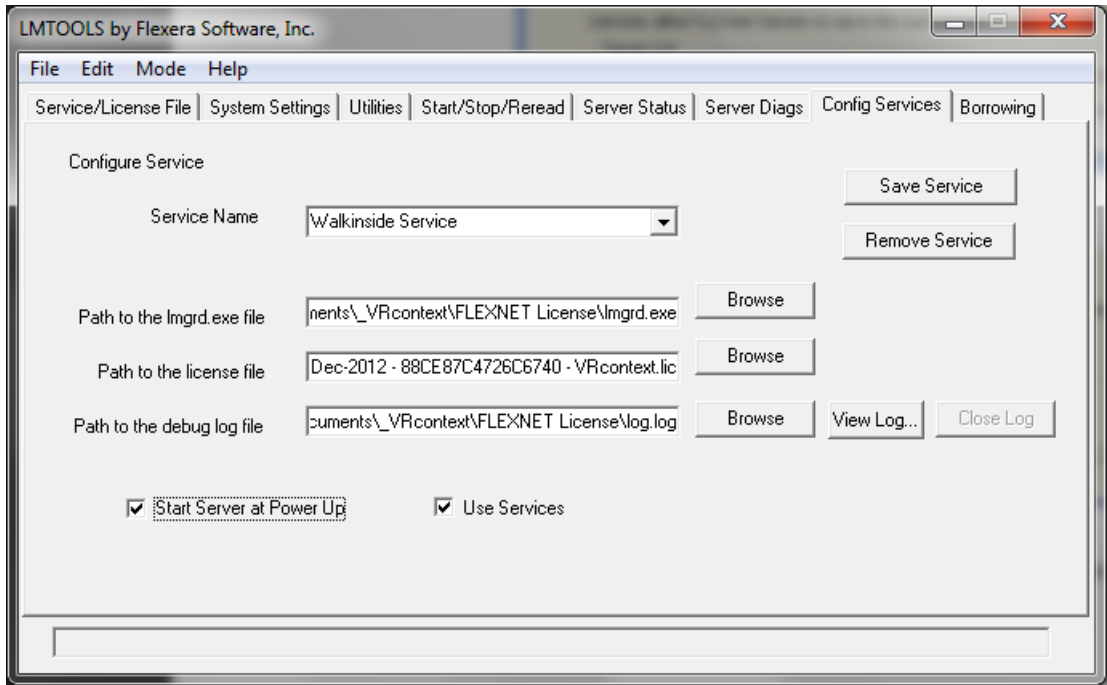 LMTOOLS by Flexera Software, Inc.
File Edit Mode Help
Service/License File System Settings Utilities Start/Stop/Reread Server Status Server Diags Config Services Borrowing
Configure Service
Save Service
Service Name Walkinside Service
Remove Service
Path to the lmgrd.exe file nents\_VRcontext\FLEXNET License\lmgrd.exe Browse
Path to the license file Dec-2012 - 88CE87C4726C6740 - VRcontext.lic Browse
Path to the debug log file cuments\_VRcontext\FLEXNET License\log.log Browse View Log... Close Log
Start Server at Power Up Use Services